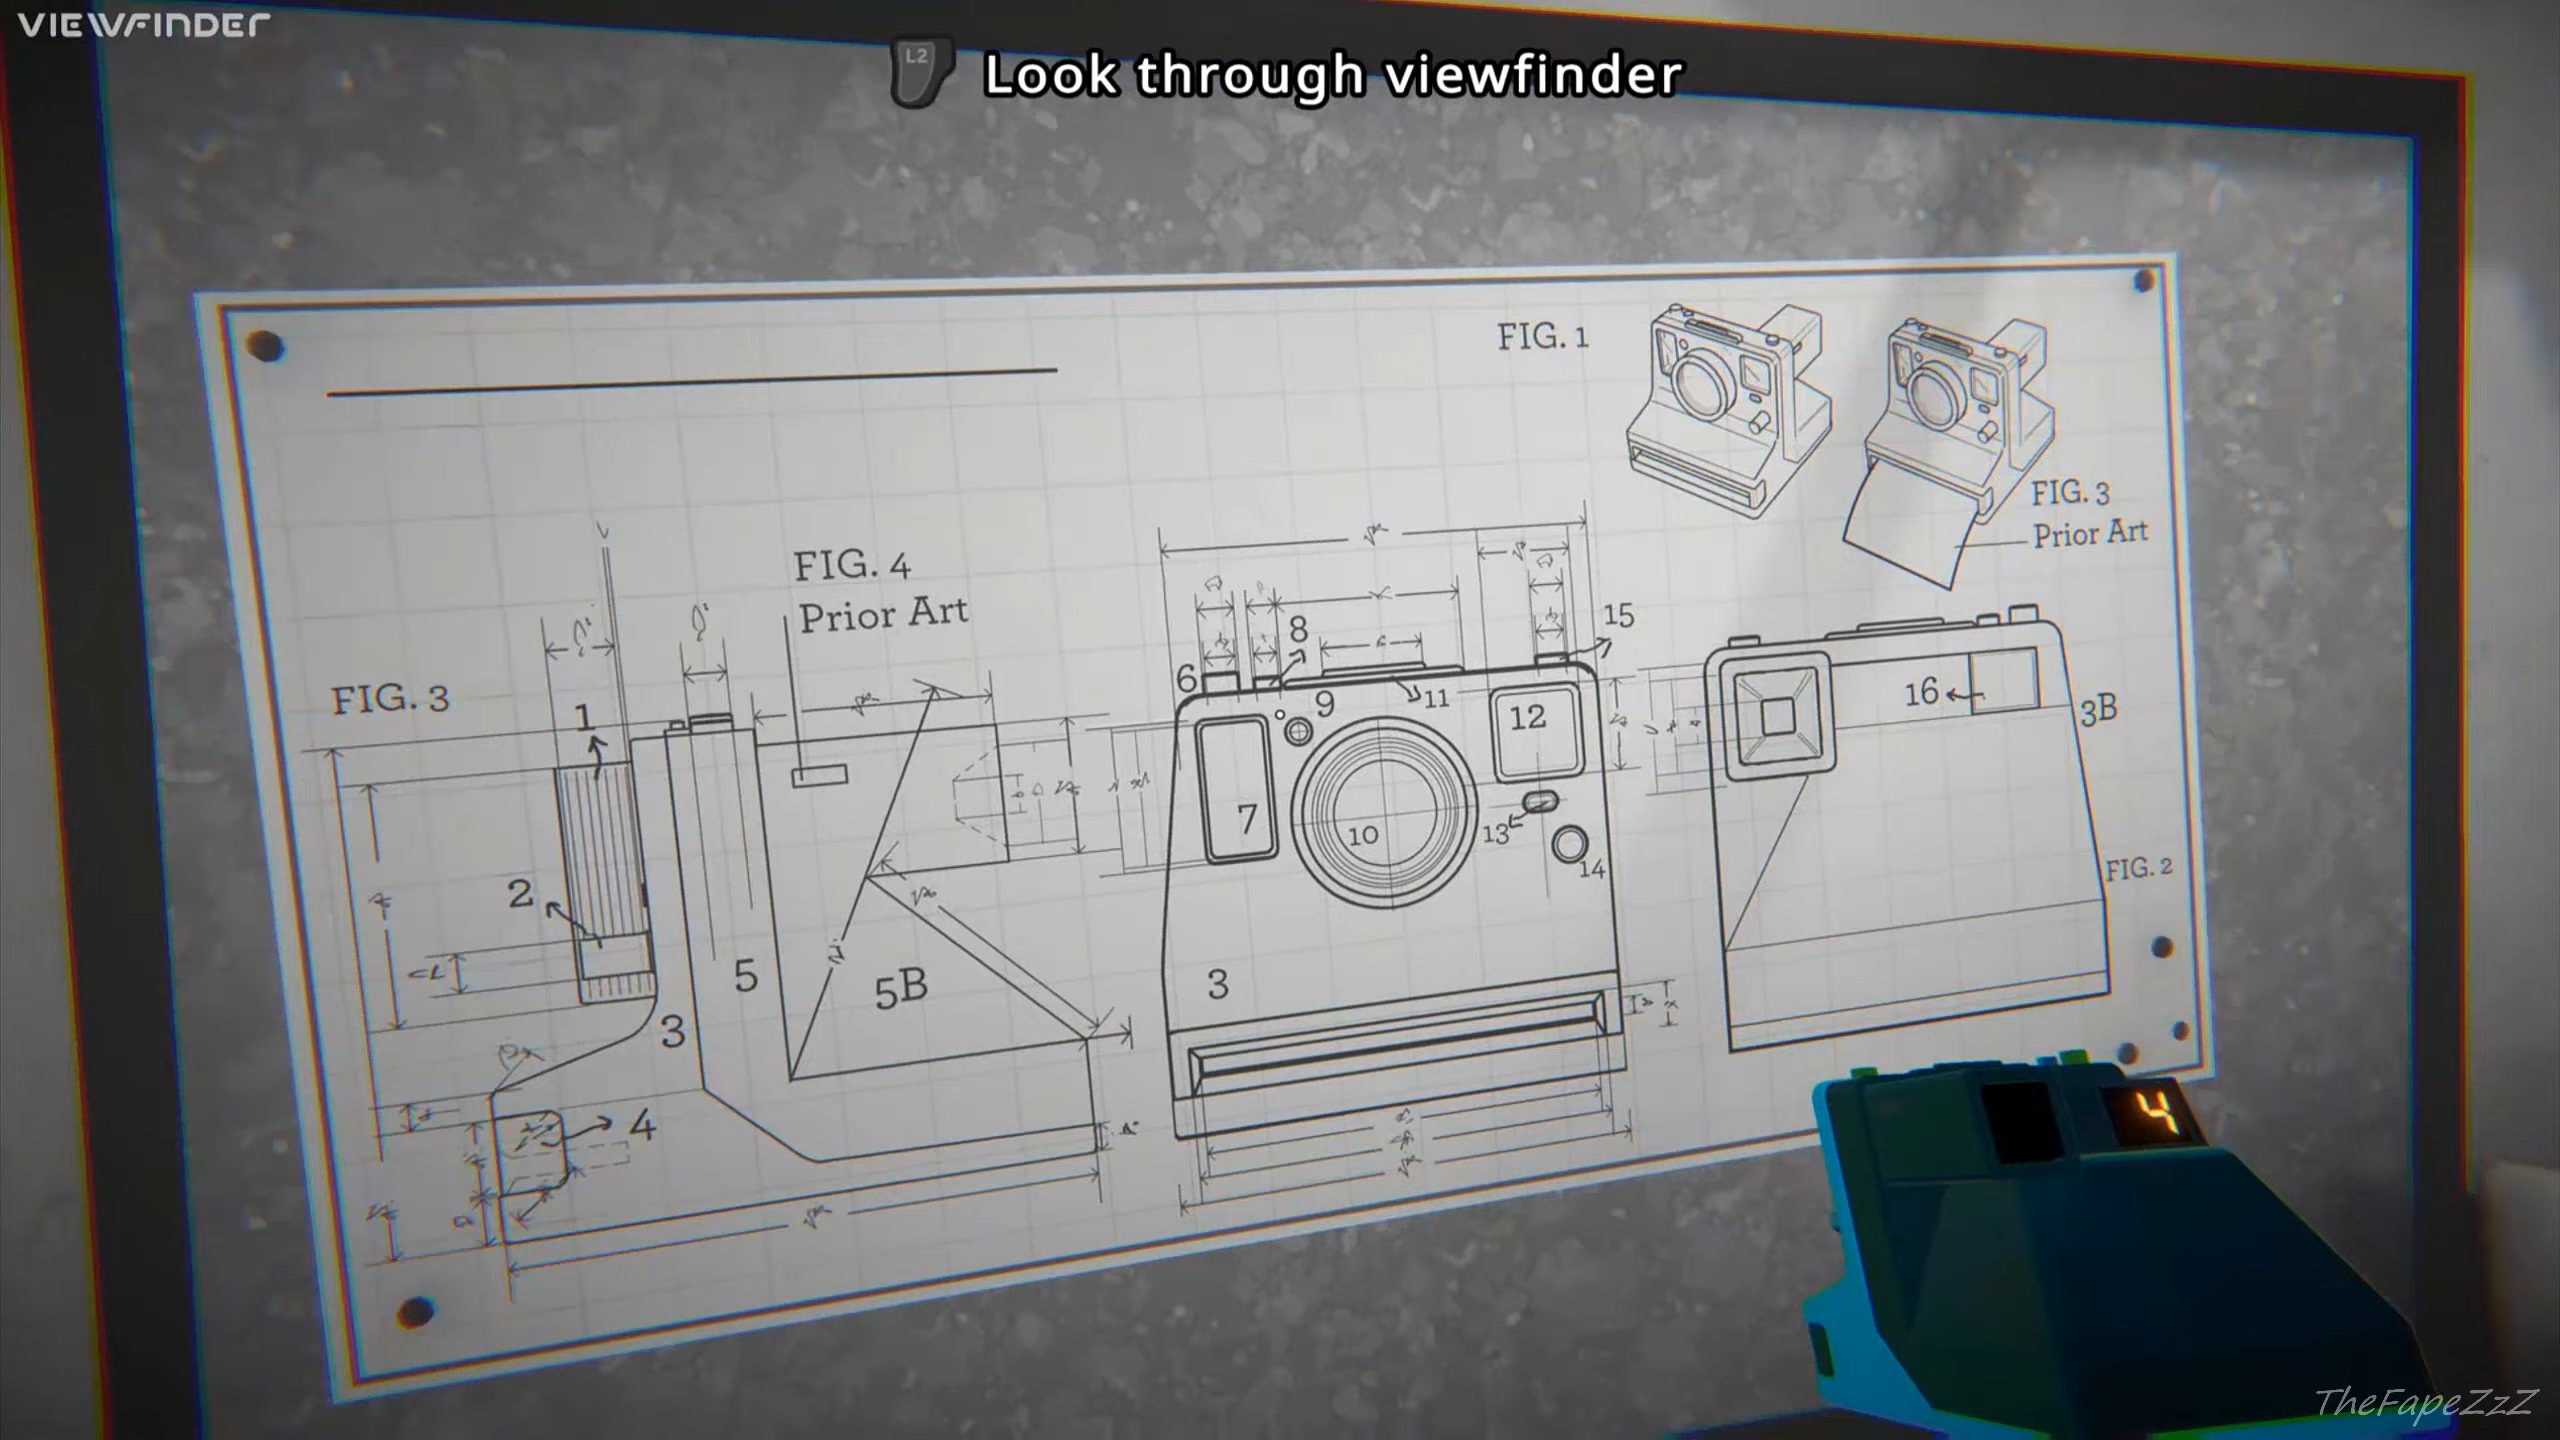 VIEWFINDER
L2 Look through viewfinder
FIG. 1
FIG. 3
Prior Art
FIG. 4
Prior Art
FIG. 3
1
2
3
4
5
5B
6
7
8
9
10
11
12
13
14
15
3
16
3B
FIG. 2
4
TheFapeZzZ